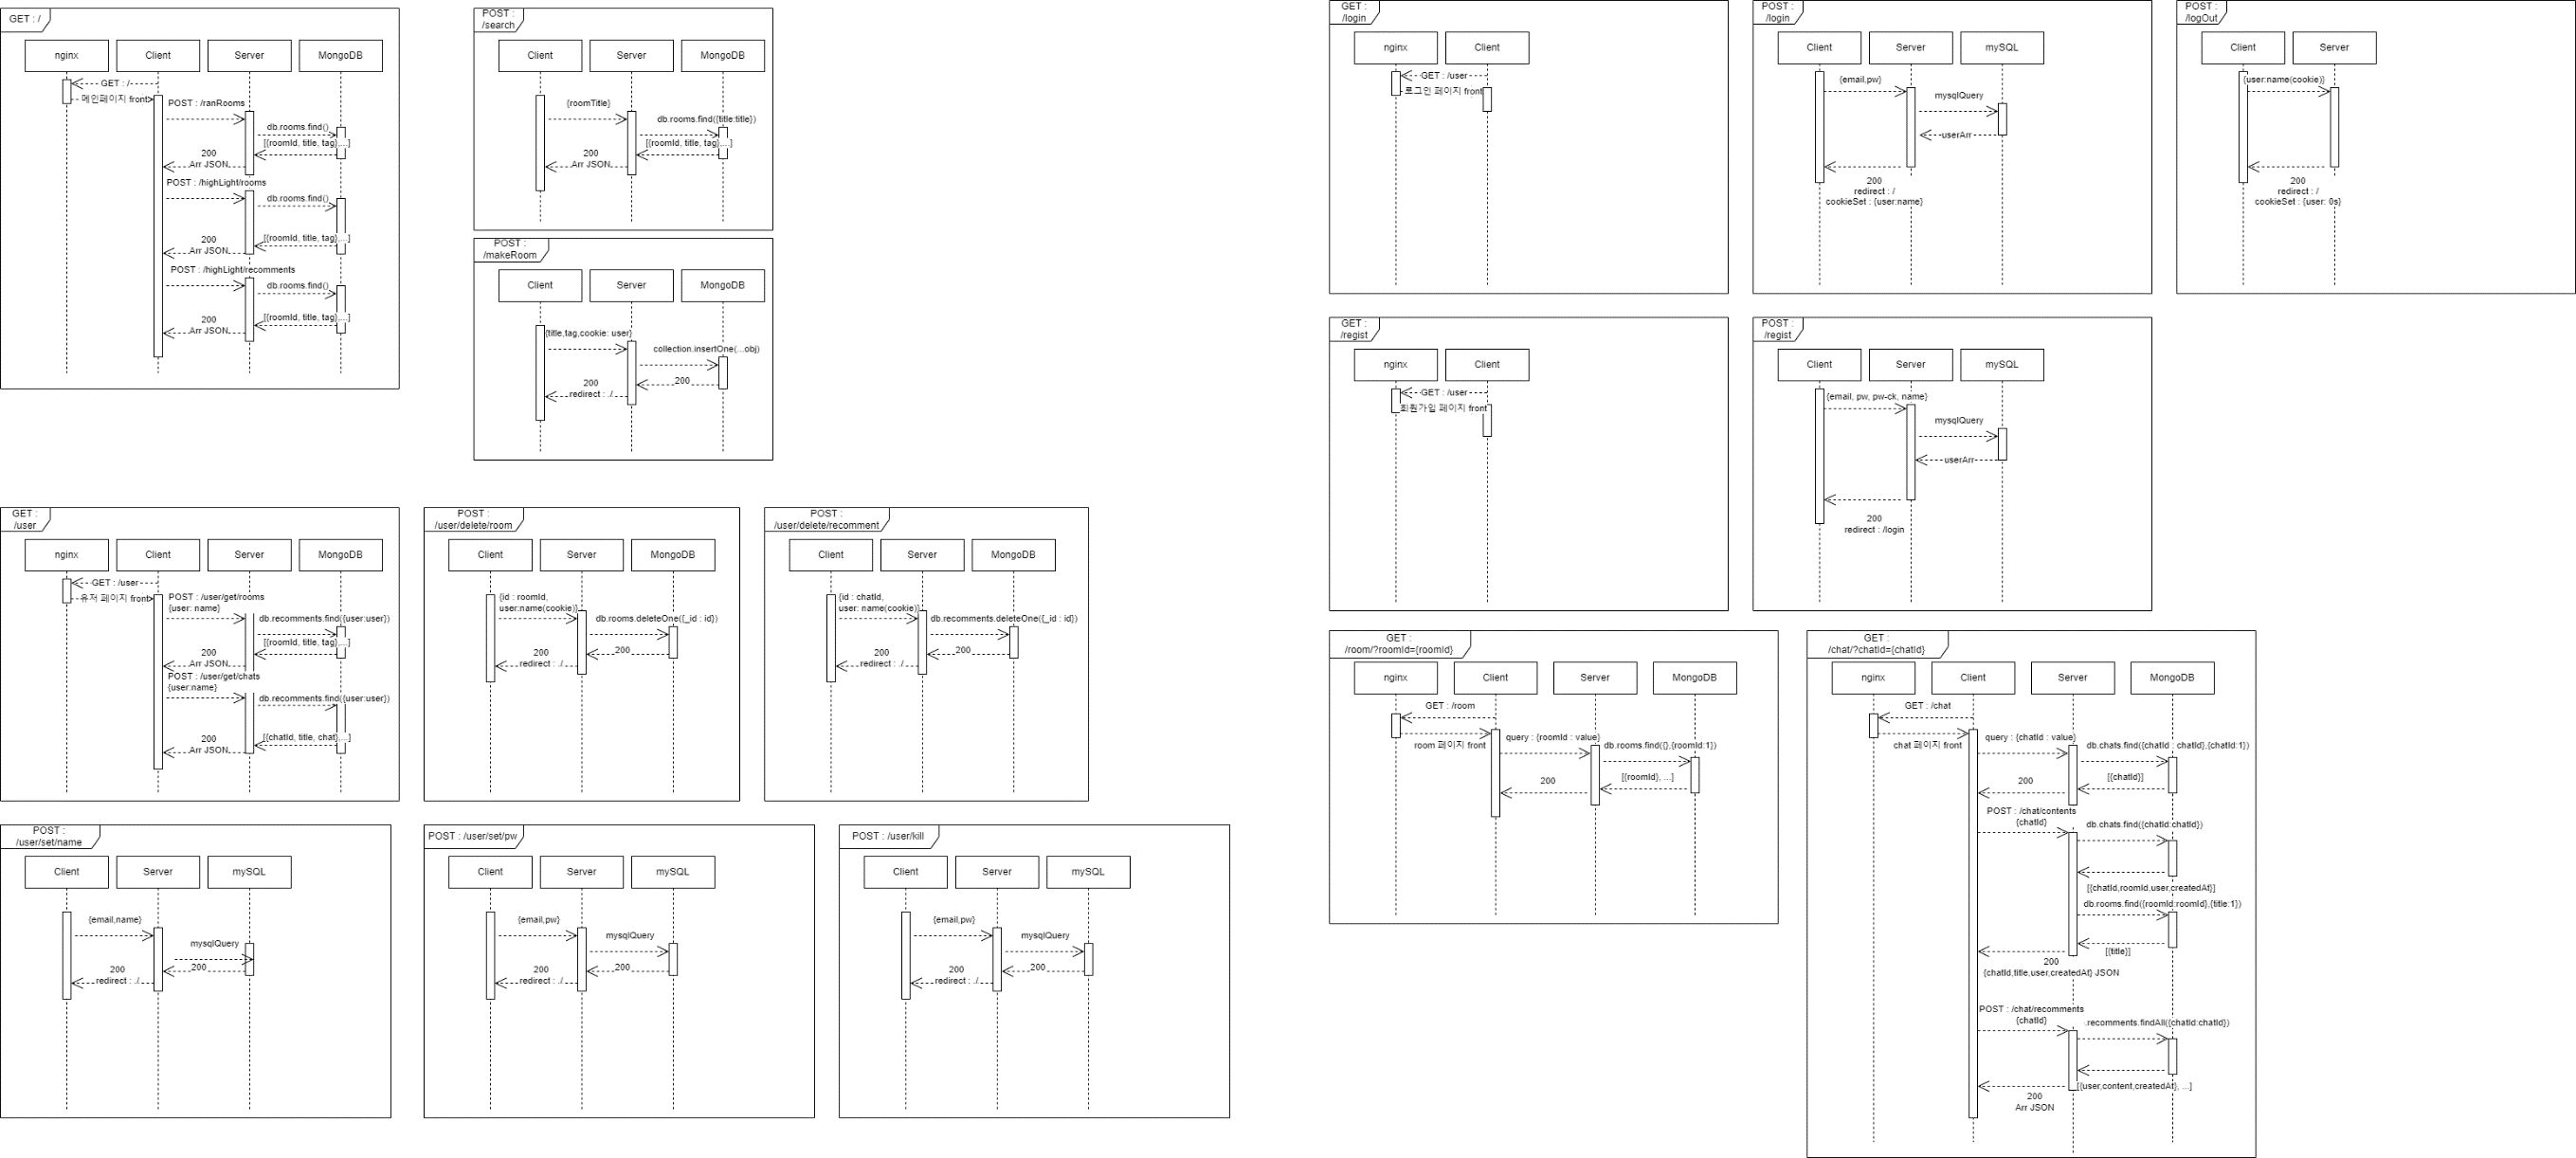 GET : /
nginx
Client
Server
MongoDB
GET : /
메인페이지 front
POST : /ranRooms
db.rooms.find()
[{roomId, title, tag},...]
200
Arr JSON
POST : /highLight/rooms
db.rooms.find()
[{roomId, title, tag},...]
200
Arr JSON
POST : /highLight/recomments
db.rooms.find()
[{roomId, title, tag},...]
200
Arr JSON
POST :
/search
Client
Server
MongoDB
{roomTitle}
db.rooms.find({title:title})
[{roomId, title, tag},...]
200
Arr JSON
POST :
/makeRoom
Client
Server
MongoDB
{title,tag,cookie: user}
collection.insertOne(...obj)
200
200
redirect : ./
GET :
/user
nginx
Client
Server
MongoDB
GET : /user
유저 페이지 front
POST : /user/get/rooms
{user: name}
db.recomments.find({user:user})
[{roomId, title, tag},...]
200
Arr JSON
POST : /user/get/chats
{user:name}
db.recomments.find({user:user})
[{chatId, title, chat},...]
200
Arr JSON
POST :
/user/delete/room
Client
Server
MongoDB
{id : roomId,
user:name(cookie)}
db.rooms.deleteOne({_id : id})
200
200
redirect : ./
POST :
/user/delete/recomment
Client
Server
MongoDB
{id : chatId,
user: name(cookie)}
db.recomments.deleteOne({_id : id})
200
200
redirect : ./
POST :
/user/set/name
Client
Server
mySQL
{email,name}
mysqlQuery
200
200
redirect : ./
POST : /user/set/pw
Client
Server
mySQL
{email,pw}
mysqlQuery
200
200
redirect : ./
POST : /user/kill
Client
Server
mySQL
{email,pw}
mysqlQuery
200
200
redirect : ./
GET :
/login
nginx
Client
GET : /user
로그인 페이지 front
POST :
/login
Client
Server
mySQL
{email,pw}
mysqlQuery
userArr
200
redirect : /
cookieSet : {user:name}
POST :
/logOut
Client
Server
{user:name(cookie)}
200
redirect : /
cookieSet : {user: 0s}
GET :
/regist
nginx
Client
GET : /user
회원가입 페이지 front
POST :
/regist
Client
Server
mySQL
{email, pw, pw-ck, name}
mysqlQuery
userArr
200
redirect : /login
GET :
/room/?roomId={roomId}
nginx
Client
Server
MongoDB
GET : /room
room 페이지 front
query : {roomId : value}
db.rooms.find({},{roomId:1})
[{roomId}, ...]
200
GET :
/chat/?chatId={chatId}
nginx
Client
Server
MongoDB
GET : /chat
chat 페이지 front
query : {chatId : value}
db.chats.find({chatId : chatId},{chatId:1})
[{chatId}]
200
POST : /chat/contents
{chatId}
db.chats.find({chatId:chatId})
[{chatId,roomId,user,createdAt}]
db.rooms.find({roomId:roomId},{title:1})
[{title}]
200
{chatId,title,user,createdAt} JSON
POST : /chat/recomments
{chatId}
.recomments.findAll({chatId:chatId})
[{user,content,createdAt}, ...]
200
Arr JSON